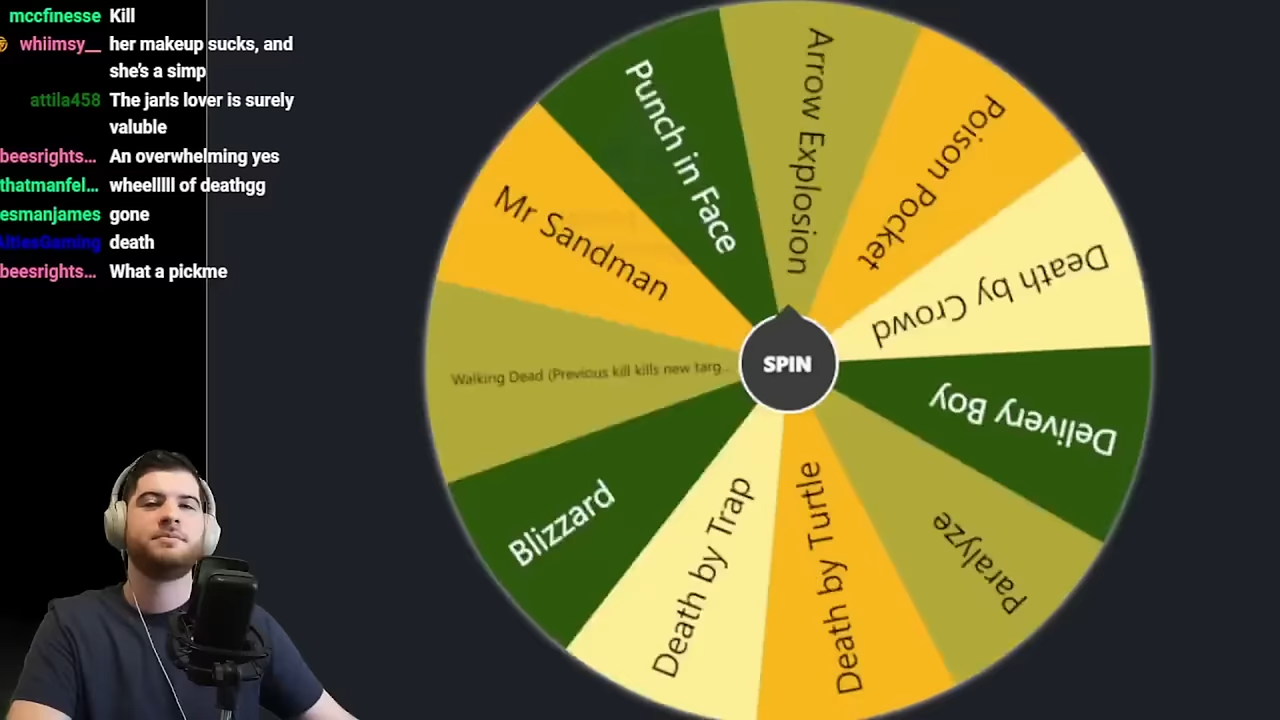 mccfinesse Kill
whiimsy__ her makeup sucks, and
she's a simp
attila458 The jarls lover is surely
valuble
beesrights... An overwhelming yes
thatmanfel... wheelllll of deathgg
esmanjames gone
death
beesrights... What a pickme
Arrow Explosion
Poison Pocket
Death by Crowd
Delivery Boy
Paralyze
Death by Turtle
Death by Trap
Blizzard
Walking Dead (Previous kill kills new targ...
Mr Sandman
Punch in Face
SPIN